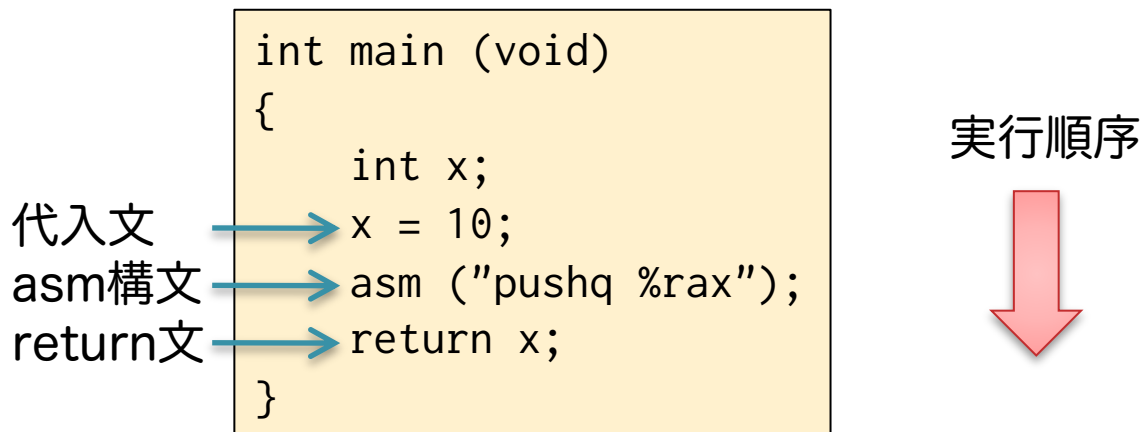 int main (void)
{
    int x;
    x = 10;
    asm ("pushq %rax");
    return x;
}
代入文
asm構文
return文
実行順序